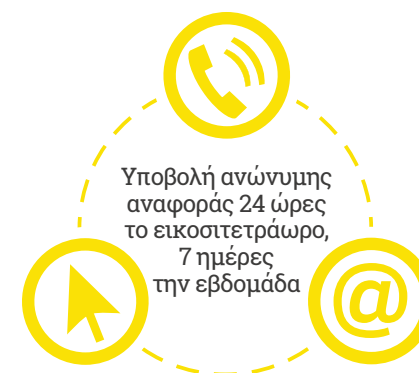 Υποβολή ανώνυμης
αναφοράς 24 ώρες
το εικοσιτετράωρο,
7 ημέρες
την εβδομάδα
@